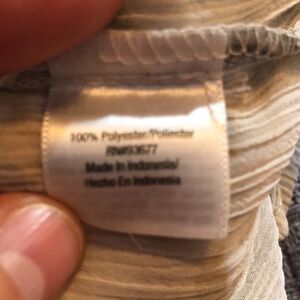 100% Polyester/Poliester
RN#93677
Made In Indonesia/
Hecho En Indonesia